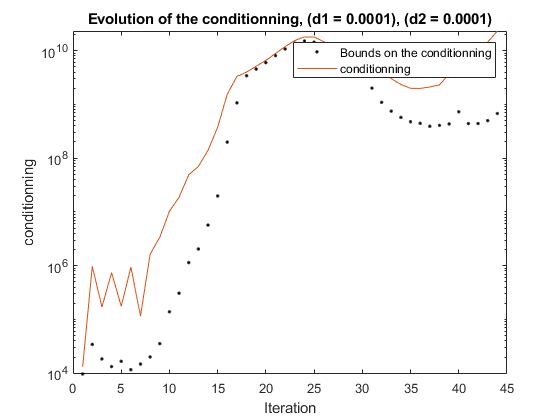 Evolution of the conditionning, (d1 = 0.0001), (d2 = 0.0001)
Bounds on the conditionning
conditionning
10^10
10^8
10^6
10^4
conditionning
0 5 10 15 20 25 30 35 40 45
Iteration